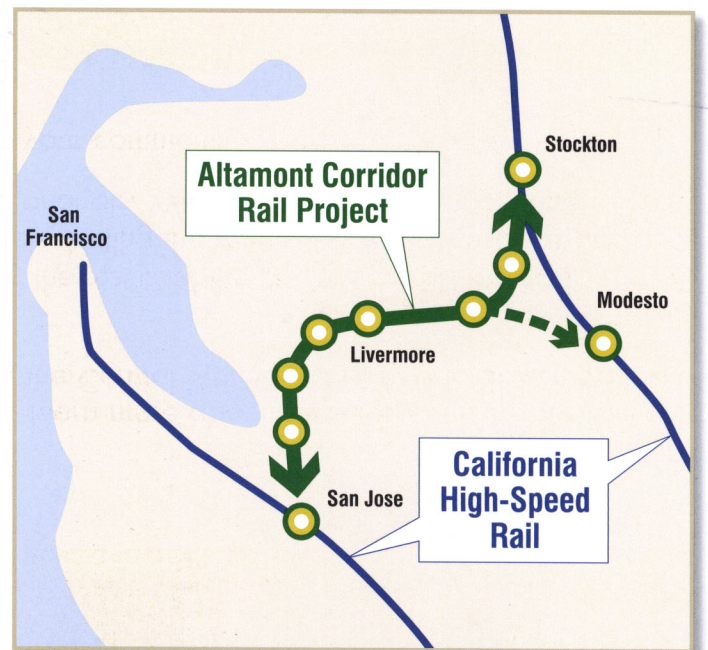 Stockton
Altamont Corridor
Rail Project
San
Francisco
Modesto
Livermore
California
High-Speed
Rail
San Jose